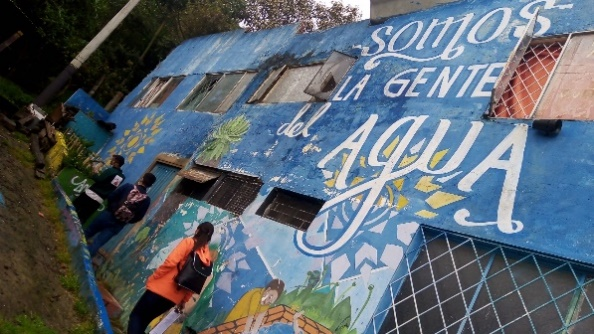 SOMOS
LA GENTE
del AguA